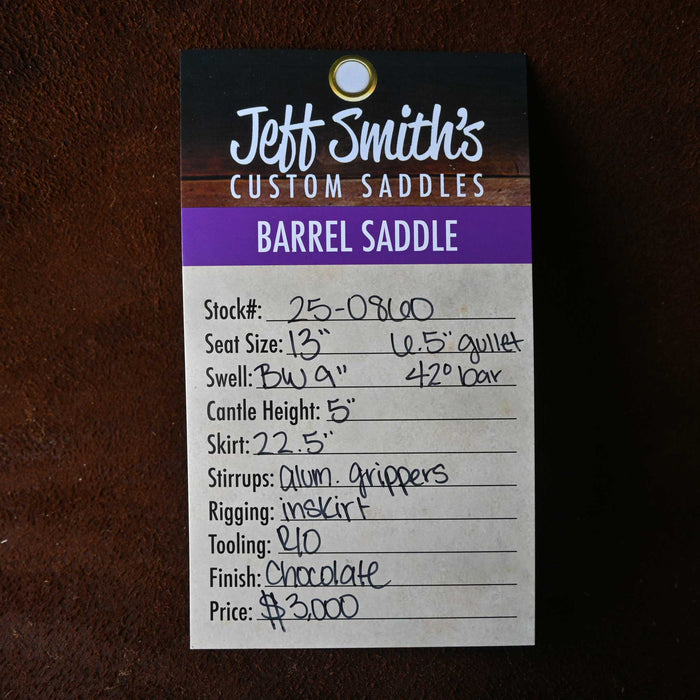 Jeff Smith's
CUSTOM SADDLES
BARREL SADDLE
Stock#: 25-0860
Seat Size: 13" 6.5" gullet
Swell: BW 9" 42° bar
Cantle Height: 5"
Skirt: 22.5"
Stirrups: alum. grippers
Rigging: inskirt
Tooling: R10
Finish: Chocolate
Price: $3,000